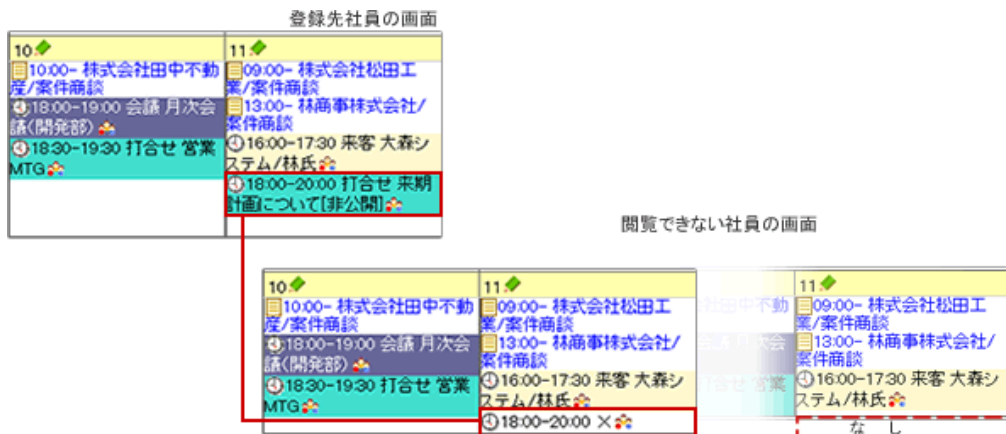 登録先社員の画面
10
10:00- 株式会社田中不動
産/案件商談
18:00-19:00 会議 月次会
議(開発部)
18:30-19:30 打合せ 営業
MTG
11
09:00- 株式会社松田工
業/案件商談
13:00- 林商事株式会社/
案件商談
16:00-17:30 来客 大森シ
ステム/林氏
18:00-20:00 打合せ 来期
計画について[非公開]
閲覧できない社員の画面
10
10:00- 株式会社田中不動
産/案件商談
18:00-19:00 会議 月次会
議(開発部)
18:30-19:30 打合せ 営業
MTG
11
09:00- 株式会社松田工
業/案件商談
13:00- 林商事株式会社/
案件商談
16:00-17:30 来客 大森シ
ステム/林氏
18:00-20:00 ×
中不動
月次会
営業
11
09:00- 株式会社松田工
業/案件商談
13:00- 林商事株式会社/
案件商談
16:00-17:30 来客 大森シ
ステム/林氏
なし